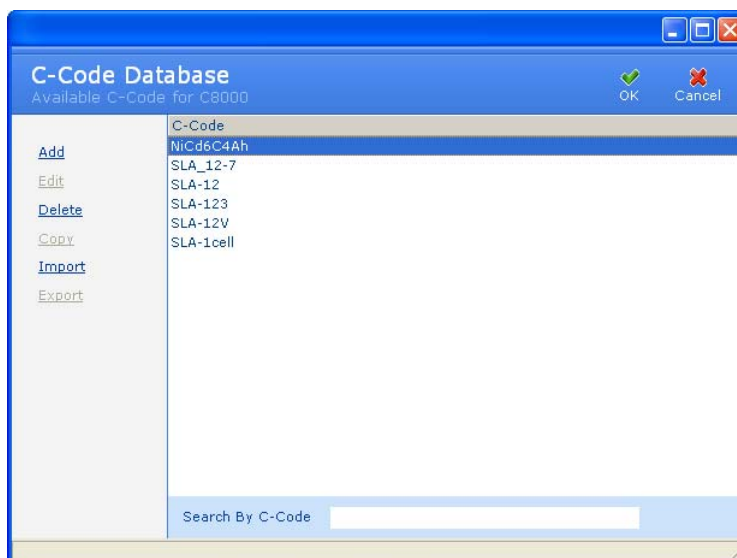 C-Code Database
Available C-Code for C8000
OK
Cancel
Add
Edit
Delete
Copy
Import
Export
C-Code
NiCd6C4Ah
SLA_12-7
SLA-12
SLA-123
SLA-12V
SLA-1cell
Search By C-Code